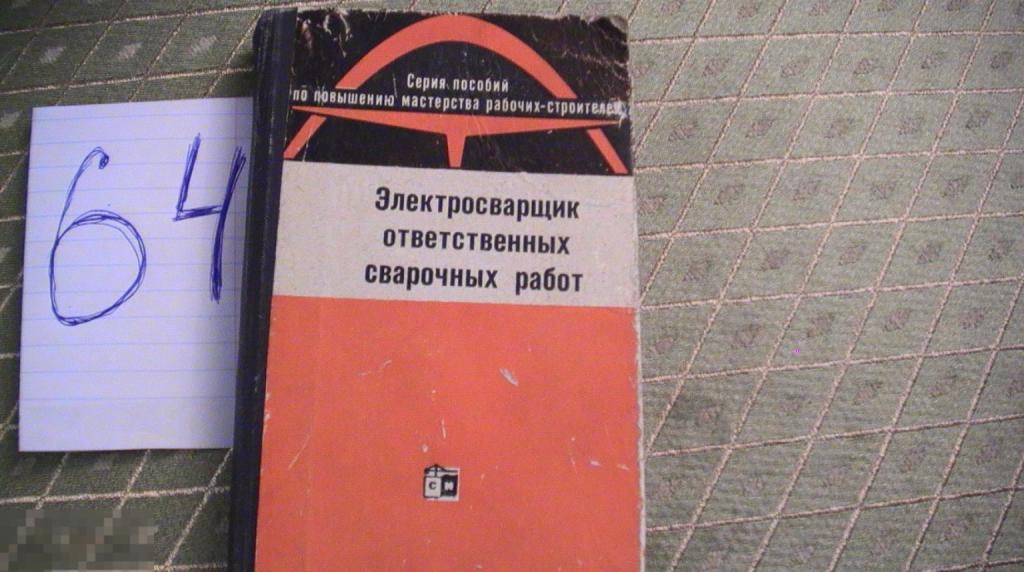 64
Серия пособий
по повышению мастерства рабочих-строителей
Электросварщик
ответственных
сварочных работ
С И